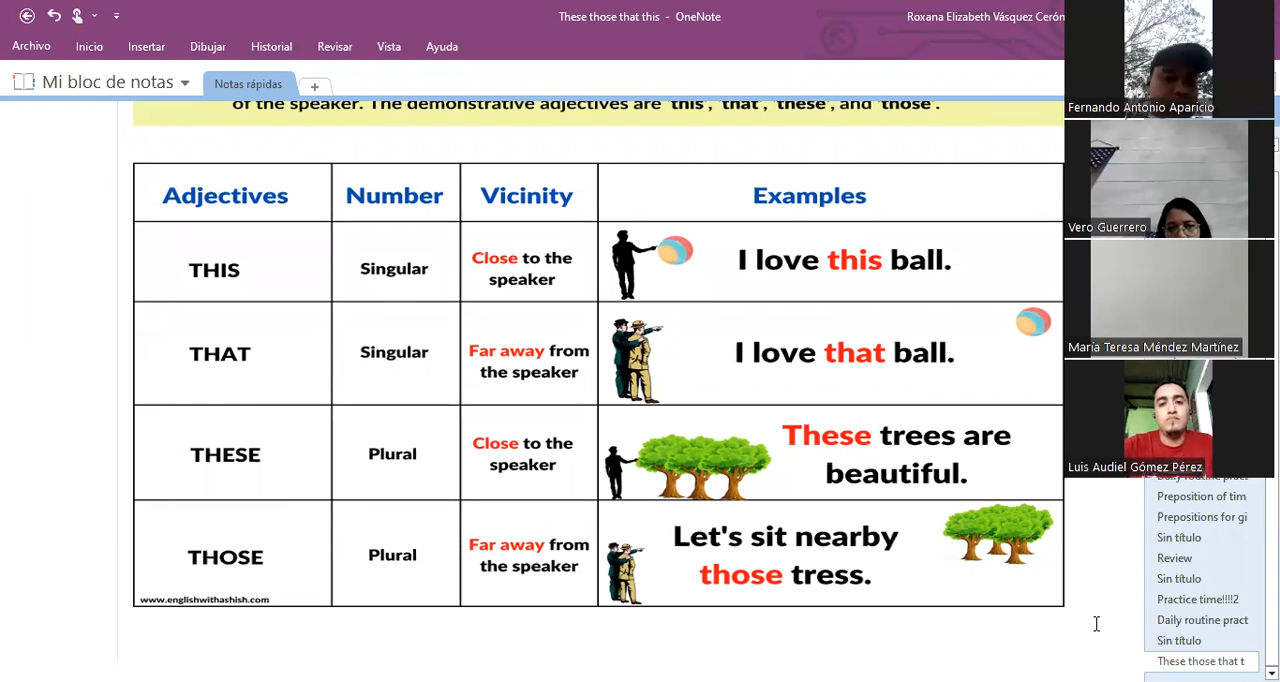 These those that this - OneNote
Roxana Elizabeth Vásquez Cerón
Archivo Inicio Insertar Dibujar Historial Revisar Vista Ayuda
Mi bloc de notas
Notas rápidas
+
of the speaker. The demonstrative adjectives are 'this', 'that', 'these', and 'those'.
Adjectives Number Vicinity Examples
THIS Singular Close to the
speaker
I love this ball.
THAT Singular Far away from
the speaker
I love that ball.
THESE Plural Close to the
speaker
These trees are
beautiful.
THOSE Plural Far away from
the speaker
Let's sit nearby
those tress.
www.englishwithashish.com
Fernando Antonio Aparicio
Vero Guerrero
María Teresa Méndez Martínez
Luis Audiel Gómez Pérez
Daily routine pract
Preposition of tim
Prepositions for gi
Sin título
Review
Sin título
Practice time!!!!2
Daily routine pract
Sin título
These those that t